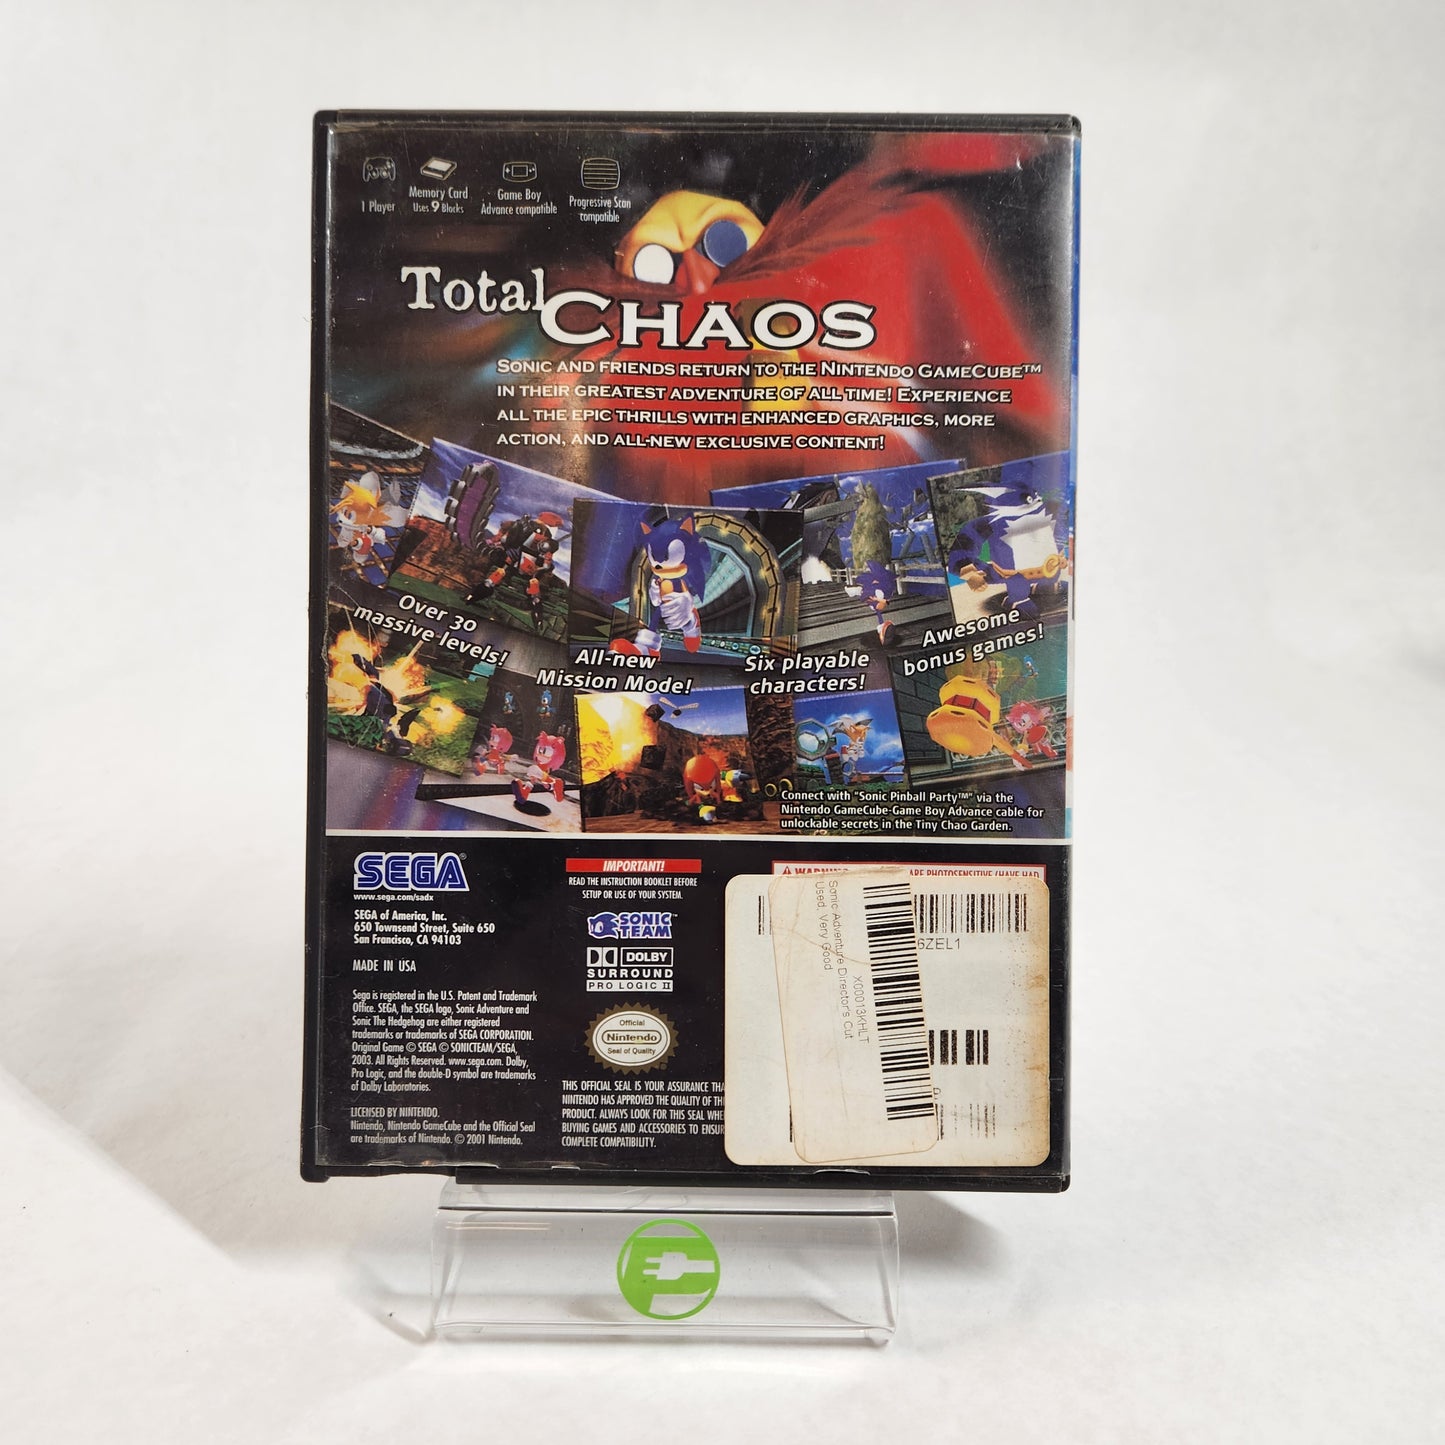 1 Player
Memory Card
Uses 9 Blocks
Game Boy
Advance compatible
Progressive Scan
compatible
Total
CHAOS
SONIC AND FRIENDS RETURN TO THE NINTENDO GAMECUBE™
IN THEIR GREATEST ADVENTURE OF ALL TIME! EXPERIENCE
ALL THE EPIC THRILLS WITH ENHANCED GRAPHICS, MORE
ACTION, AND ALL-NEW EXCLUSIVE CONTENT!
Over 30
massive levels!
All-new
Mission Mode!
Six playable
characters!
Awesome
bonus games!
Connect with "Sonic Pinball Party™" via the
Nintendo GameCube-Game Boy Advance cable for
unlockable secrets in the Tiny Chao Garden.
SEGA®
www.sega.com/sadx
SEGA of America, Inc.
650 Townsend Street, Suite 650
San Francisco, CA 94103
MADE IN USA
Sega is registered in the U.S. Patent and Trademark
Office. SEGA, the SEGA logo, Sonic Adventure and
Sonic The Hedgehog are either registered
trademarks or trademarks of SEGA CORPORATION.
Original Game © SEGA © SONICTEAM/SEGA,
2003. All Rights Reserved. www.sega.com. Dolby,
Pro Logic, and the double-D symbol are trademarks
of Dolby Laboratories.
LICENSED BY NINTENDO.
Nintendo, Nintendo GameCube and the Official Seal
are trademarks of Nintendo. © 2001 Nintendo.
IMPORTANT!
READ THE INSTRUCTION BOOKLET BEFORE
SETUP OR USE OF YOUR SYSTEM.
SONIC
TEAM™
DOLBY
SURROUND
PRO LOGIC II
Official
Nintendo
Seal of Quality
THIS OFFICIAL SEAL IS YOUR ASSURANCE THA
NINTENDO HAS APPROVED THE QUALITY OF TH
PRODUCT. ALWAYS LOOK FOR THIS SEAL WHE
BUYING GAMES AND ACCESSORIES TO ENSUR
COMPLETE COMPATIBILITY.
WARNING
ARE PHOTOSENSITIVE (HAVE HAD
6ZEL1
X00013KHLT
Sonic Adventure Director's Cut
Used, Very Good